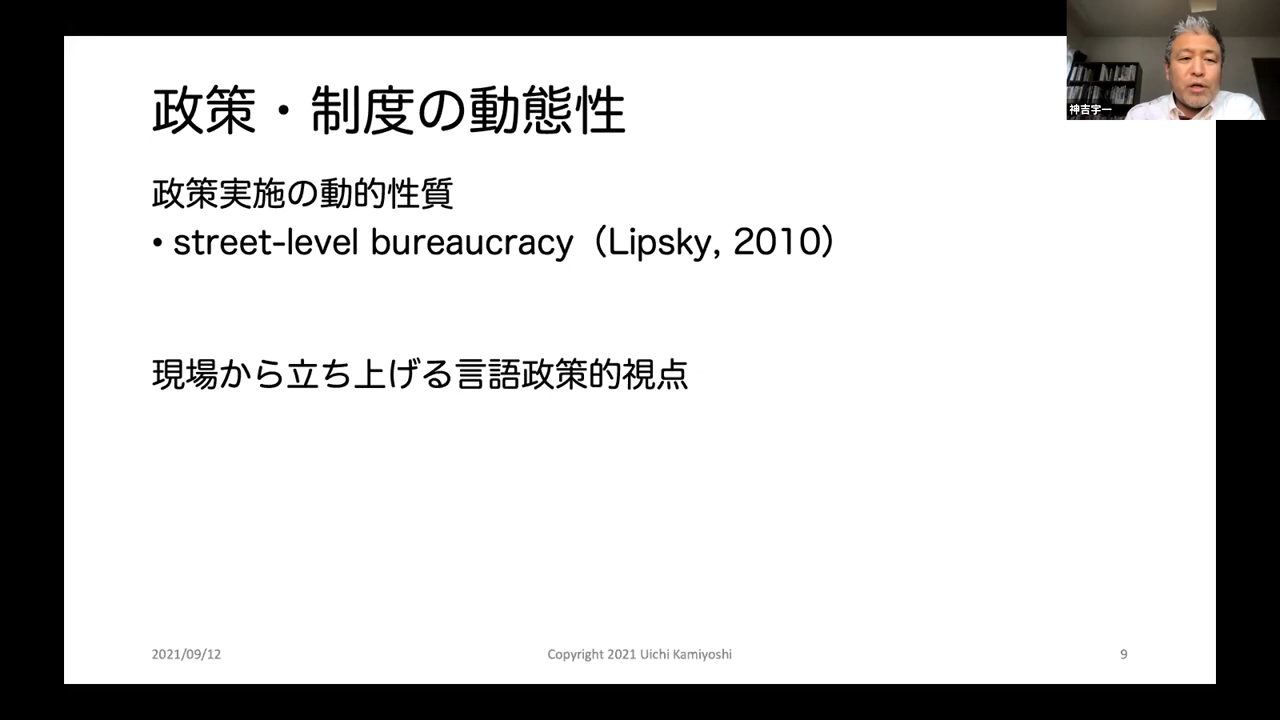 政策・制度の動態性
神吉宇一
政策実施の動的性質
• street-level bureaucracy（Lipsky, 2010）
現場から立ち上げる言語政策的視点
2021/09/12
Copyright 2021 Uichi Kamiyoshi
9